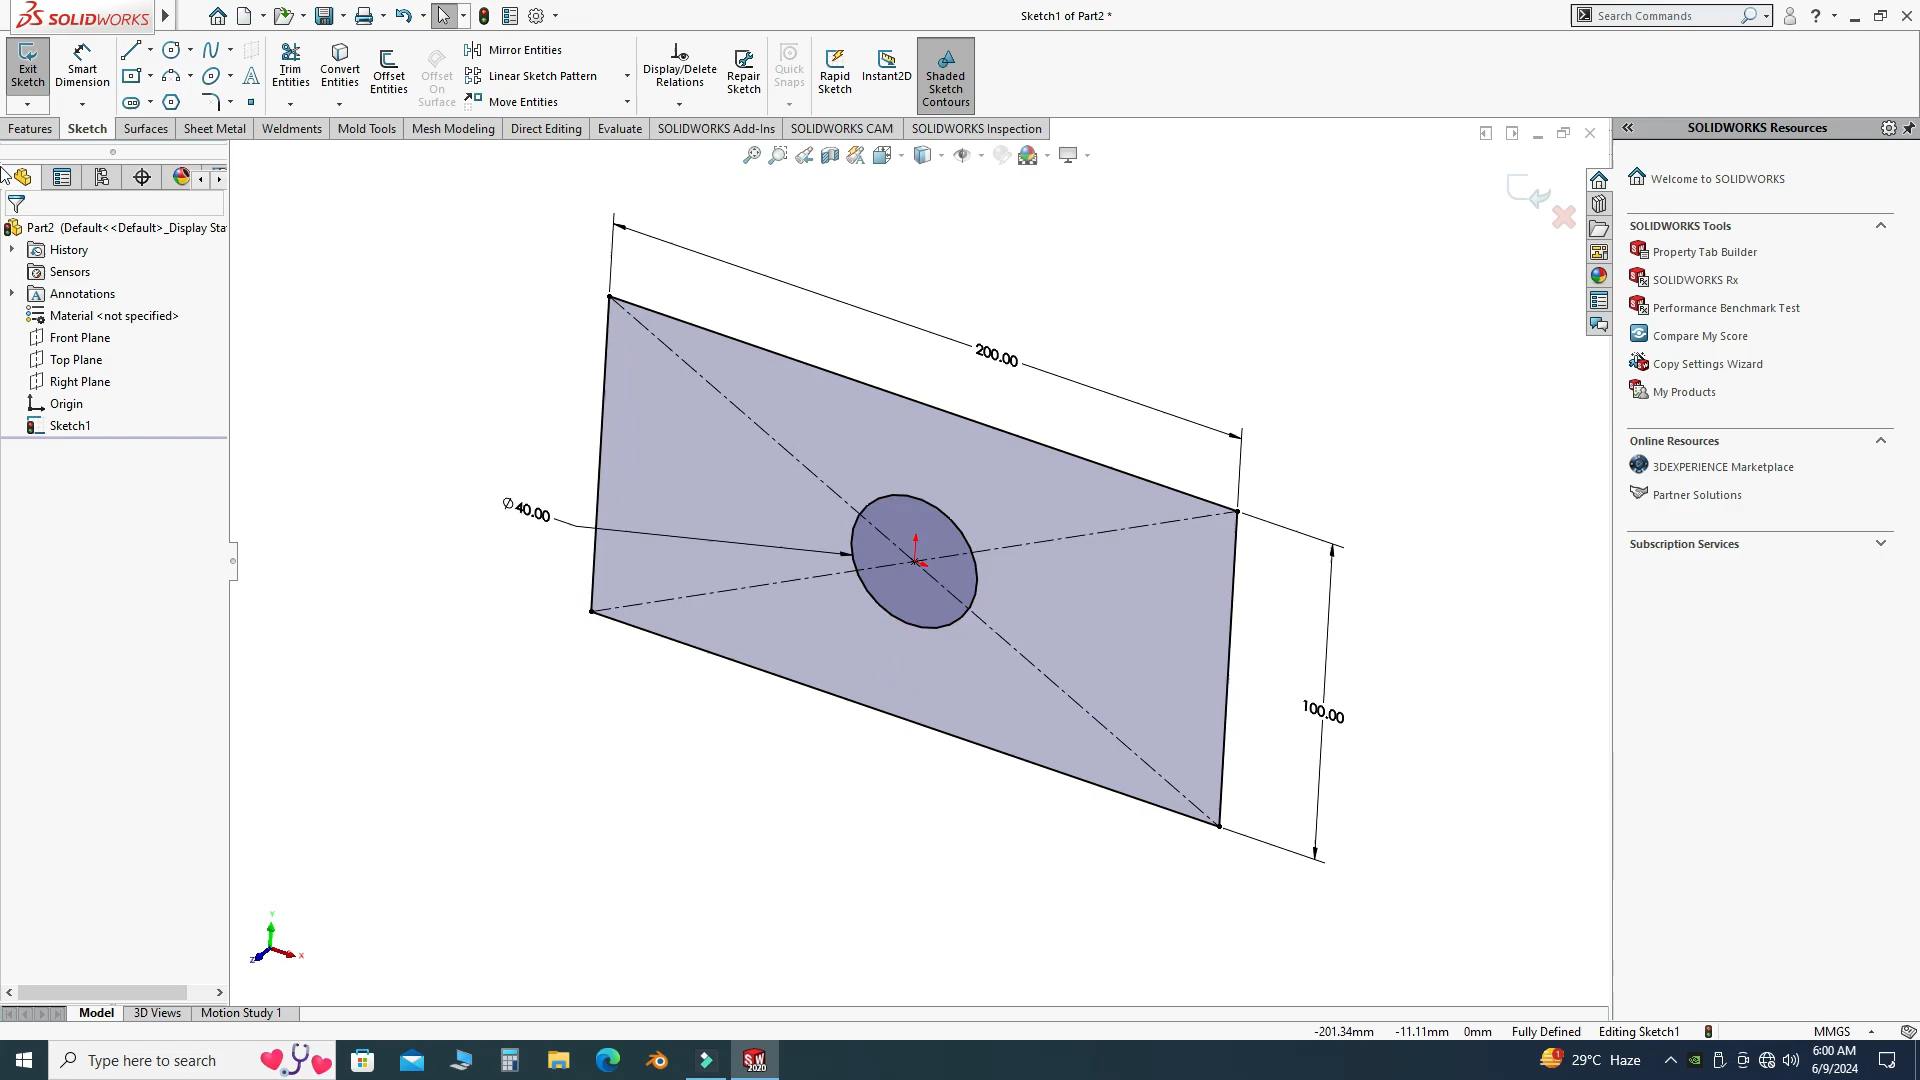 SOLIDWORKS
Sketch1 of Part2 *
Search Commands
Exit Sketch
Smart Dimension
Trim Entities
Convert Entities
Offset Entities
Offset On Surface
Mirror Entities
Linear Sketch Pattern
Move Entities
Display/Delete Relations
Repair Sketch
Quick Snaps
Rapid Sketch
Instant2D
Shaded Sketch Contours
Features
Sketch
Surfaces
Sheet Metal
Weldments
Mold Tools
Mesh Modeling
Direct Editing
Evaluate
SOLIDWORKS Add-Ins
SOLIDWORKS CAM
SOLIDWORKS Inspection
Part2 (Default<<Default>_Display Sta
History
Sensors
Annotations
Material <not specified>
Front Plane
Top Plane
Right Plane
Origin
Sketch1
200.00
Ø40.00
100.00
Y
X
Z
SOLIDWORKS Resources
Welcome to SOLIDWORKS
SOLIDWORKS Tools
Property Tab Builder
SOLIDWORKS Rx
Performance Benchmark Test
Compare My Score
Copy Settings Wizard
My Products
Online Resources
3DEXPERIENCE Marketplace
Partner Solutions
Subscription Services
Model
3D Views
Motion Study 1
-201.34mm
-11.11mm
0mm
Fully Defined
Editing Sketch1
MMGS
Type here to search
SW
2020
29°C Haze
6:00 AM
6/9/2024